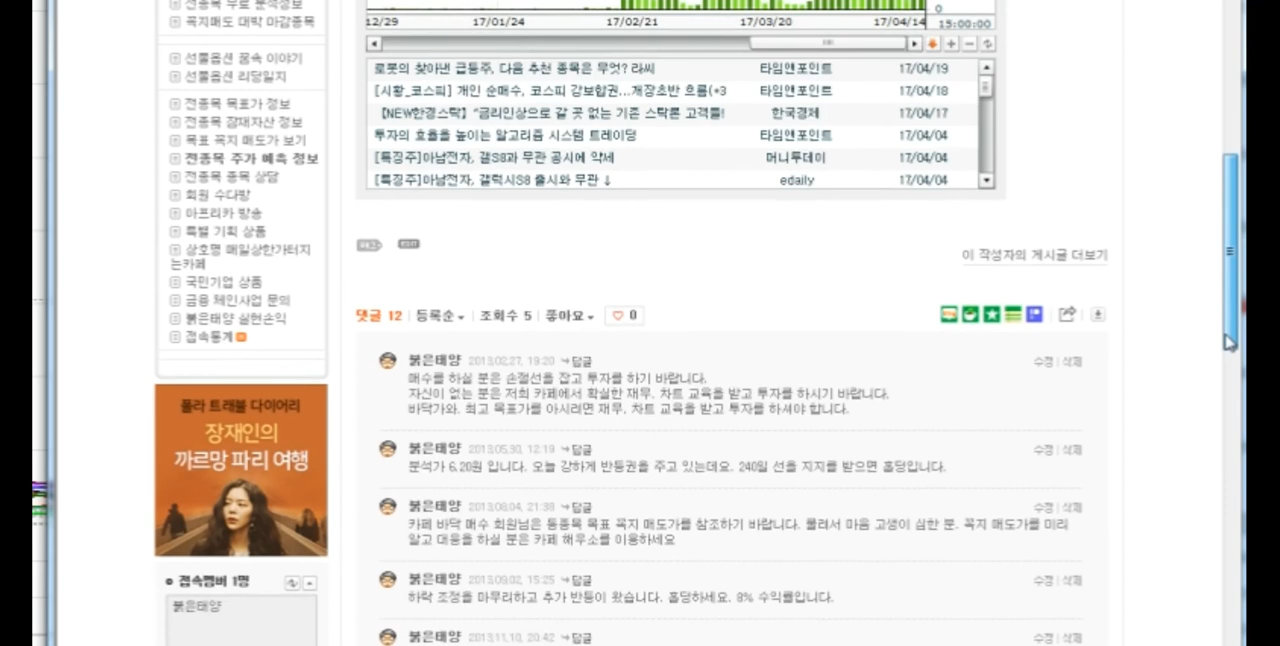 전종목 무료 분석정보
꼭지매도 대박 마감종목
선물옵션 꿈속 이야기
선물옵션 리딩일지
전종목 목표가 정보
전종목 잠재자산 정보
목표 꼭지 매도가 보기
전종목 주가 예측 정보
전종목 종목 상담
회원 수다방
아프리카 방송
특별 기획 상품
상호명 매일상한가터지
는카페
국민기업 상품
금융 체인사업 문의
붉은태양 실현손익
접속통계
폴라 트래블 다이어리
장재인의
까르망 파리 여행
접속멤버 1명
붉은태양
12/29 17/01/24 17/02/21 17/03/20 17/04/14
0
15:00:00
로봇이 찾아낸 급등주, 다음 추천 종목은 무엇? 라씨 타임앤포인트 17/04/19
[시황_코스피] 개인 순매수, 코스피 강보합권...개장초반 흐름(+3 타임앤포인트 17/04/18
【NEW한경스탁】"금리인상으로 갈 곳 없는 기존 스탁론 고객들! 한국경제 17/04/17
투자의 효율을 높이는 알고리즘 시스템 트레이딩 타임앤포인트 17/04/04
[특징주]아남전자, 갤S8과 무관 공시에 약세 머니투데이 17/04/04
[특징주]아남전자, 갤럭시S8 출시와 무관 ↓ edaily 17/04/04
태그 EDIT
이 작성자의 게시글 더보기
댓글 12 등록순 조회수 5 좋아요 0
붉은태양 2013.02.27. 19:20 답글 수정 | 삭제
매수를 하실 분은 손절선을 잡고 투자를 하기 바랍니다.
자신이 없는 분은 저희 카페에서 확실한 재무, 차트 교육을 받고 투자를 하시기 바랍니다.
바닥가와, 최고 목표가를 아시려면 재무, 차트 교육을 받고 투자를 하셔야 합니다.
붉은태양 2013.05.30. 12:19 답글 수정 | 삭제
분석가 6.20원 입니다. 오늘 강하게 반등권을 주고 있는데요. 240일 선을 지지를 받으면 홀딩입니다.
붉은태양 2013.08.04. 21:38 답글 수정 | 삭제
카페 바닥 매수 회원님은 등종목 목표 꼭지 매도가를 참조하기 바랍니다. 물려서 마음 고생이 심한 분. 꼭지 매도가를 미리
알고 대응을 하실 분은 카페 해우소를 이용하세요
붉은태양 2013.09.02. 15:25 답글 수정 | 삭제
하락 조정을 마무리하고 추가 반등이 왔습니다. 홀딩하세요. 8% 수익률입니다.
붉은태양 2013.11.10. 20:42 답글 수정 | 삭제